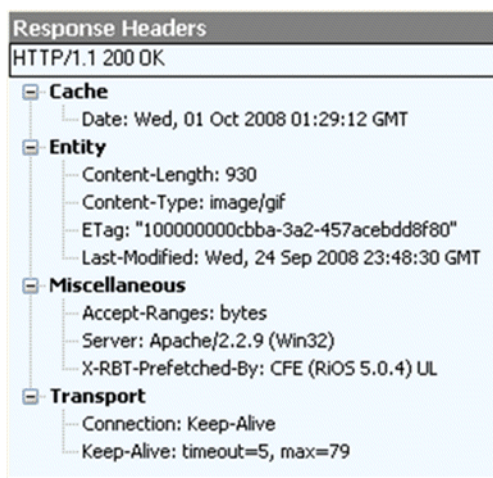 Response Headers
HTTP/1.1 200 OK
Cache
Date: Wed, 01 Oct 2008 01:29:12 GMT
Entity
Content-Length: 930
Content-Type: image/gif
ETag: "100000000cbba-3a2-457acebdd8f80"
Last-Modified: Wed, 24 Sep 2008 23:48:30 GMT
Miscellaneous
Accept-Ranges: bytes
Server: Apache/2.2.9 (Win32)
X-RBT-Prefetched-By: CFE (RiOS 5.0.4) UL
Transport
Connection: Keep-Alive
Keep-Alive: timeout=5, max=79